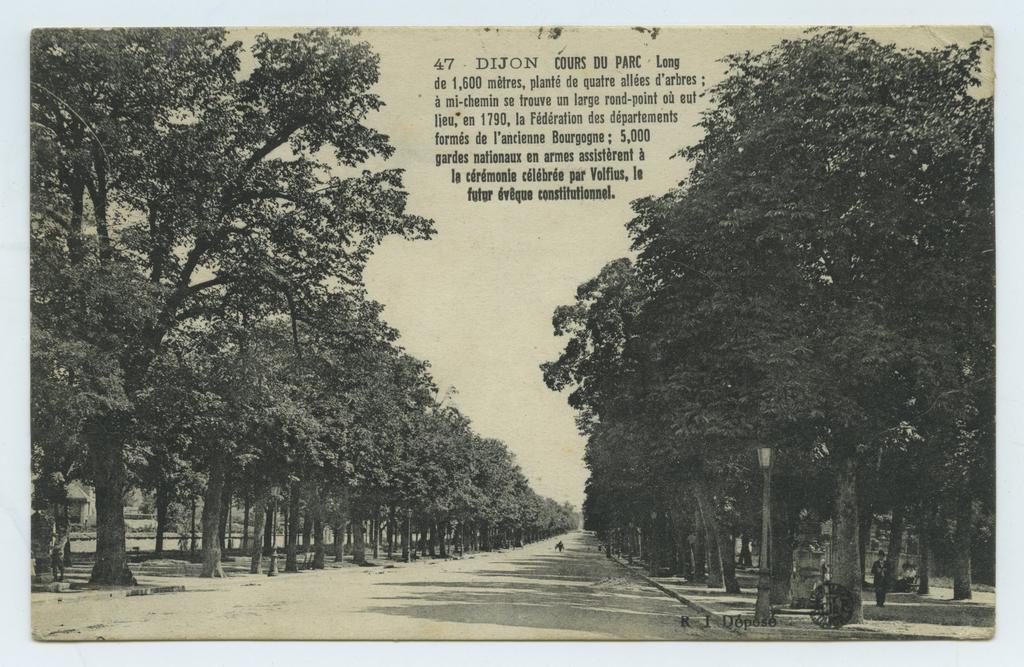 47 · DIJON COURS DU PARC Long
de 1,600 mètres, planté de quatre allées d'arbres ;
à mi-chemin se trouve un large rond-point où eut
lieu, en 1790, la Fédération des départements
formés de l'ancienne Bourgogne ; 5,000
gardes nationaux en armes assistèrent à
la cérémonie célébrée par Volfius, le
futur évêque constitutionnel.
R. I Déposé